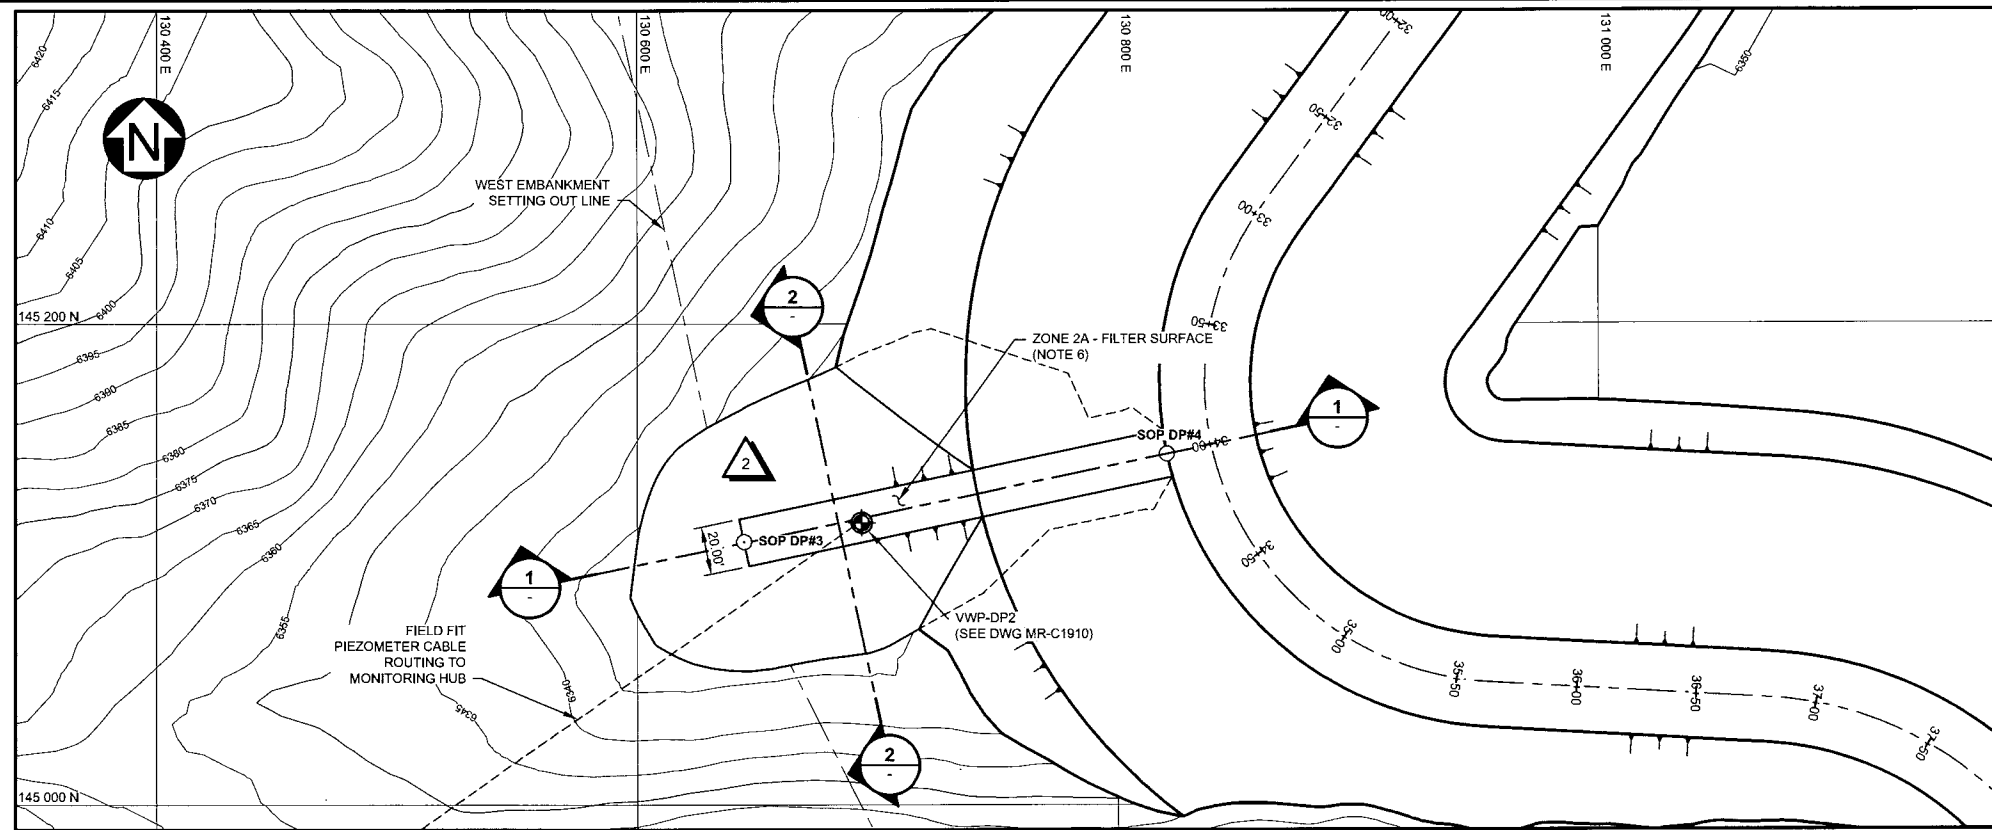 130 400 E
130 600 E
130 800 E
131 000 E
6420
6415
6410
6405
6400
6395
6390
6385
6380
6375
6370
6365
6360
6355
6345
6340
6350
N
145 200 N
145 000 N
WEST EMBANKMENT
SETTING OUT LINE
2
-
ZONE 2A - FILTER SURFACE
(NOTE 6)
1
-
SOP DP#4
2
SOP DP#3
20.00'
1
-
VWP-DP2
(SEE DWG MR-C1910)
FIELD FIT
PIEZOMETER CABLE
ROUTING TO
MONITORING HUB
2
-
32+00
32+50
33+00
33+50
34+00
34+50
35+00
35+50
36+00
36+50
37+00
37+50